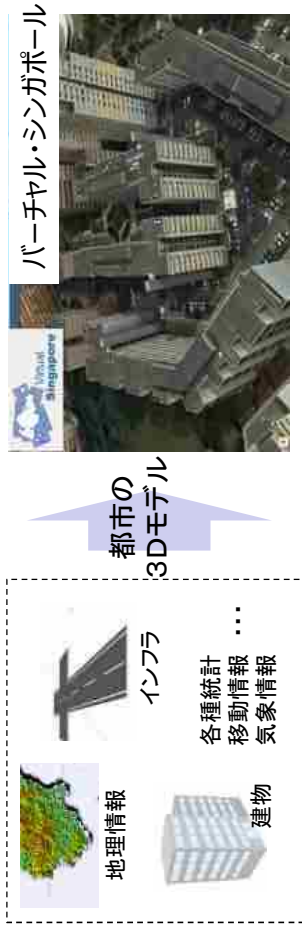 地理情報
インフラ
建物
各種統計
移動情報
気象情報
…
都市の
3Dモデル
バーチャル・シンガポール
Virtual
Singapore